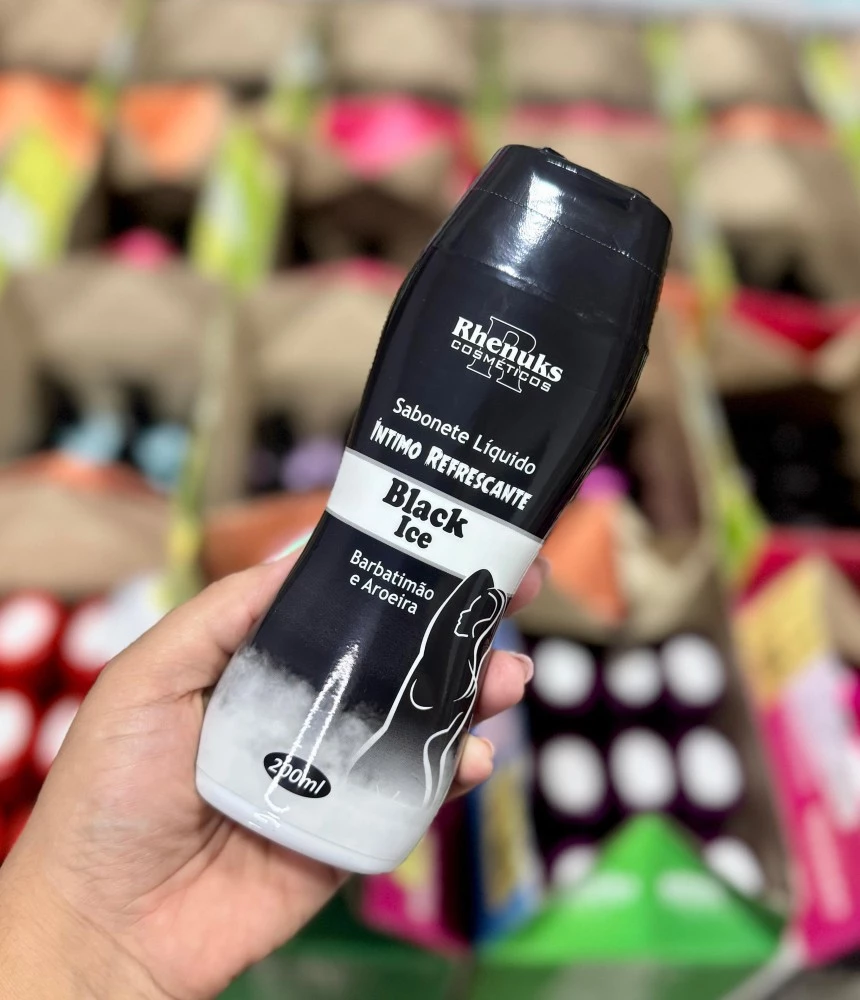 Rhenuks
COSMÉTICOS
Sabonete Líquido
ÍNTIMO REFRESCANTE
Black
Ice
Barbatimão
e Aroeira
200ml